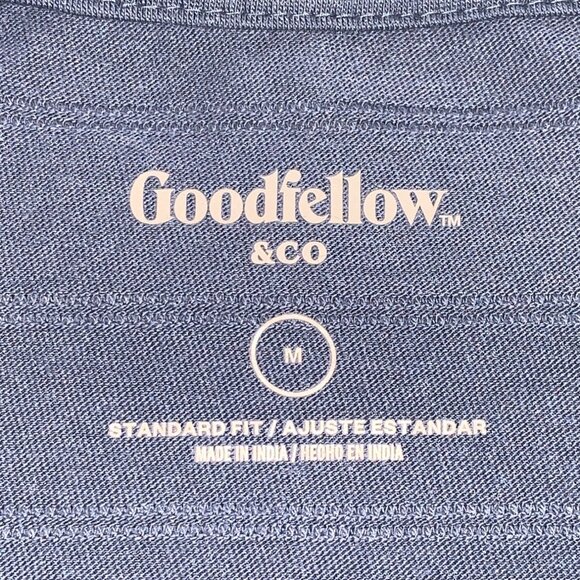 Goodfellow™
&CO
M
STANDARD FIT / AJUSTE ESTANDAR
MADE IN INDIA / HECHO EN INDIA